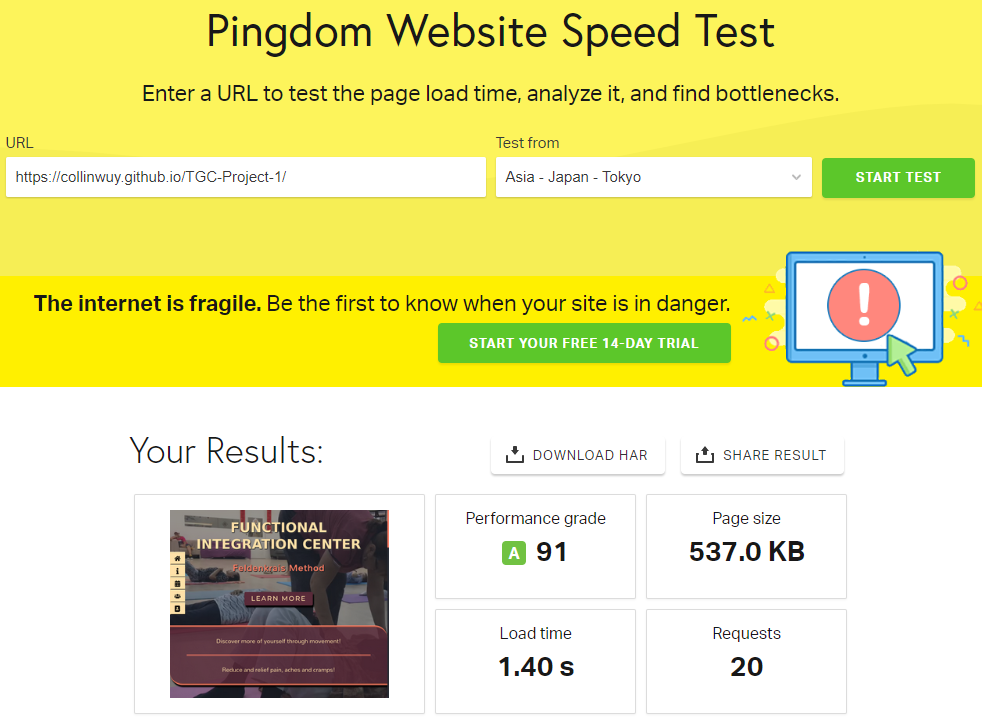 Pingdom Website Speed Test
Enter a URL to test the page load time, analyze it, and find bottlenecks.
URL
Test from
https://collinwuy.github.io/TGC-Project-1/
Asia - Japan - Tokyo
START TEST
The internet is fragile. Be the first to know when your site is in danger.
START YOUR FREE 14-DAY TRIAL
!
Your Results:
DOWNLOAD HAR
SHARE RESULT
FUNCTIONAL
INTEGRATION CENTER
Feldenkrais Method
LEARN MORE
Discover more of yourself through movement!
Reduce and relief pain, aches and cramps!
Performance grade
A 91
Page size
537.0 KB
Load time
1.40 s
Requests
20